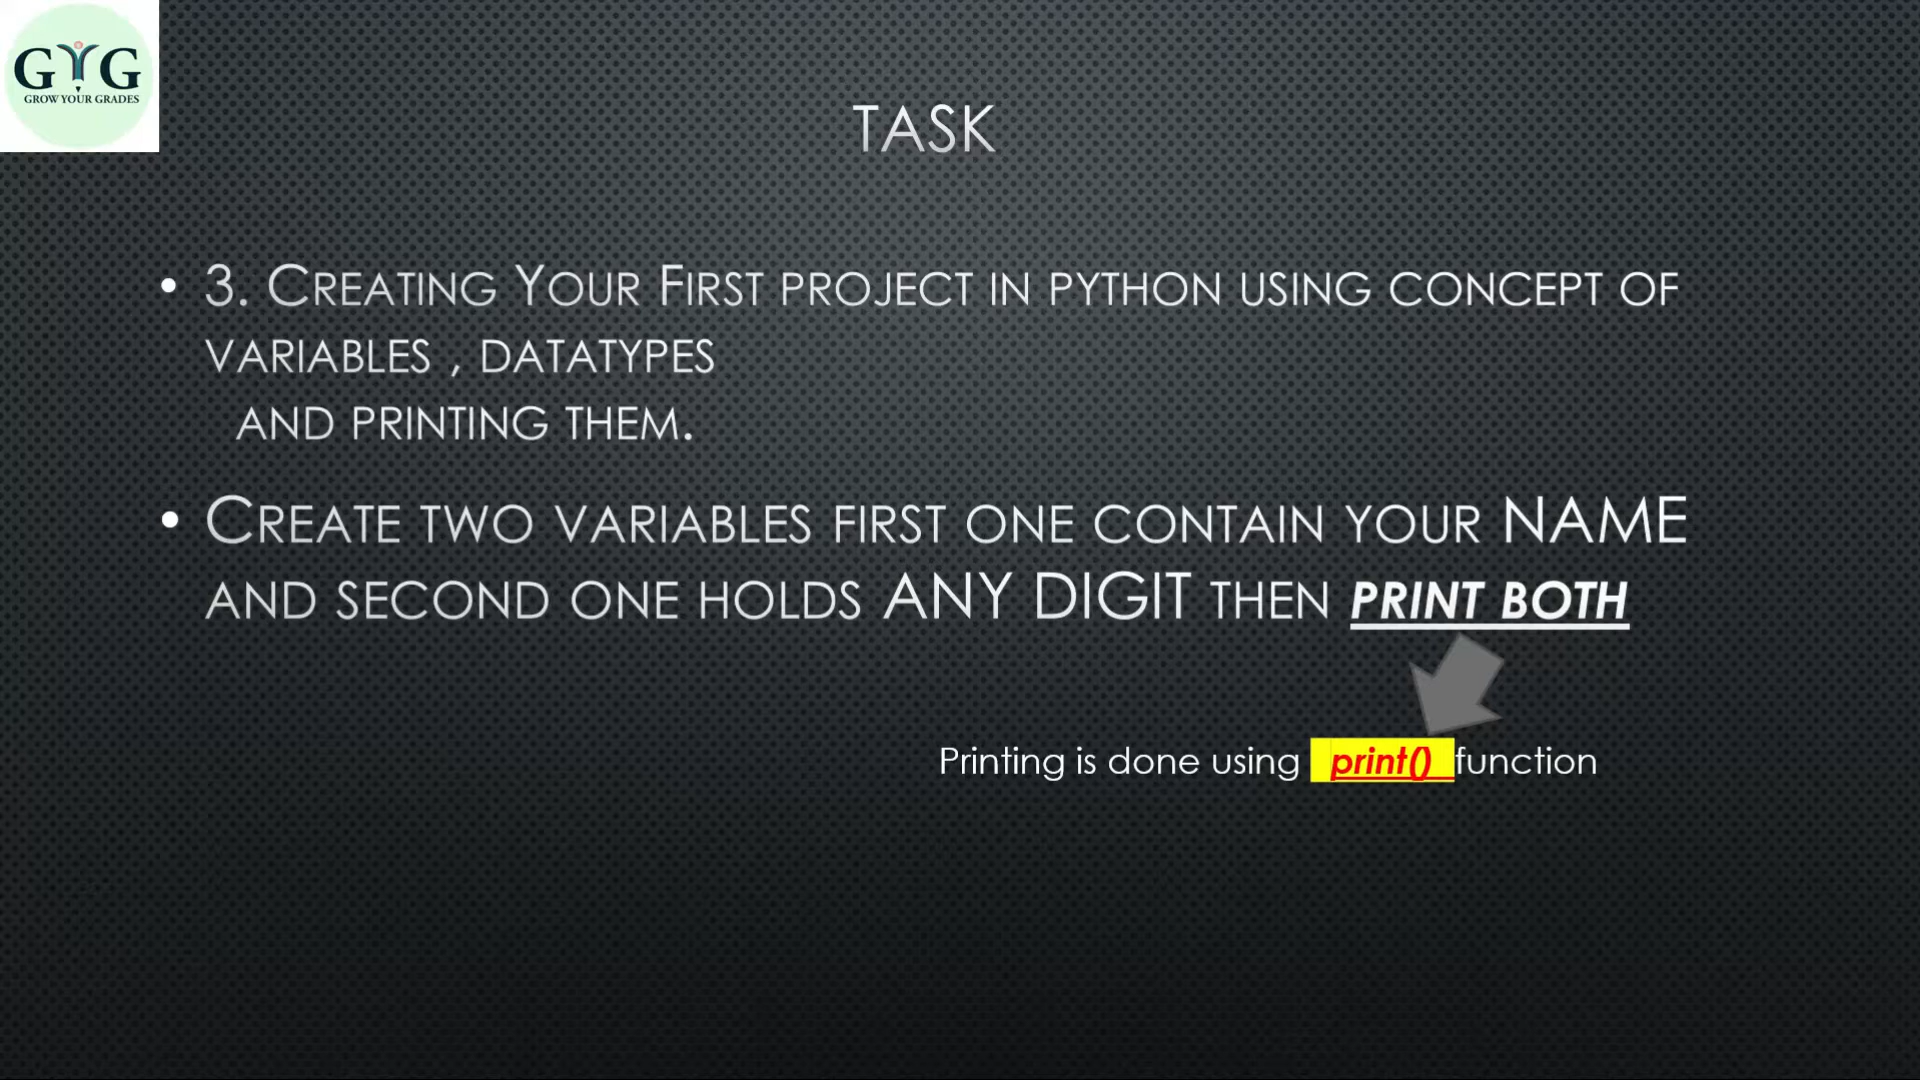 GYG
GROW YOUR GRADES
TASK
• 3. CREATING YOUR FIRST PROJECT IN PYTHON USING CONCEPT OF
VARIABLES , DATATYPES
AND PRINTING THEM.
• CREATE TWO VARIABLES FIRST ONE CONTAIN YOUR NAME
AND SECOND ONE HOLDS ANY DIGIT THEN PRINT BOTH
Printing is done using print() function